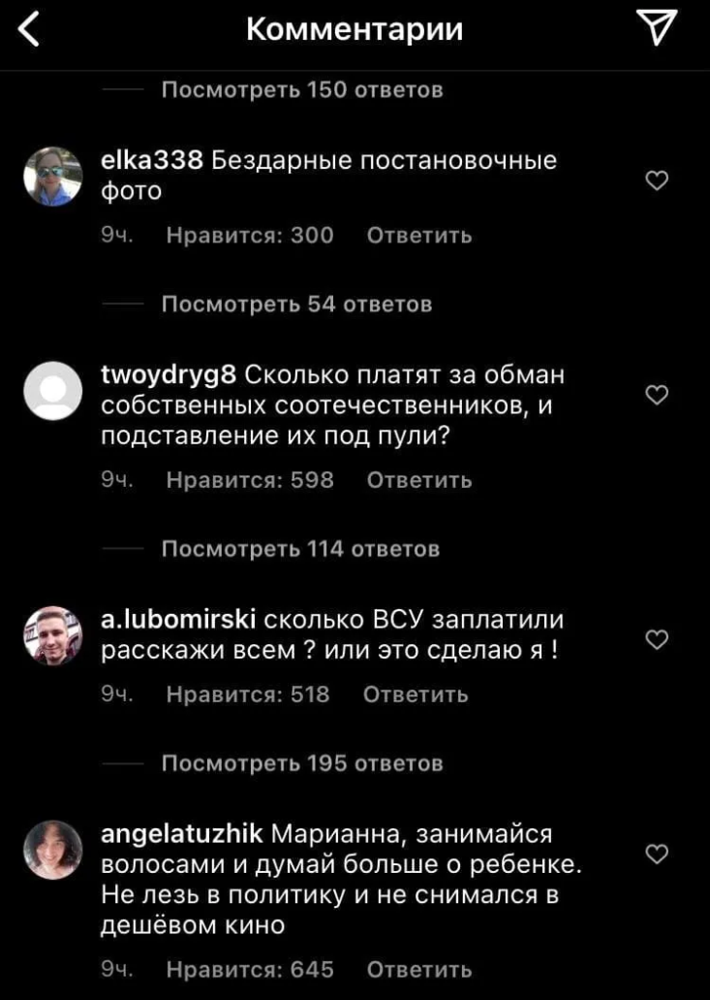 Комментарии
Посмотреть 150 ответов
elka338 Бездарные постановочные
фото
9ч. Нравится: 300 Ответить
Посмотреть 54 ответов
twoydryg8 Сколько платят за обман
собственных соотечественников, и
подставление их под пули?
9ч. Нравится: 598 Ответить
Посмотреть 114 ответов
a.lubomirski сколько ВСУ заплатили
расскажи всем ? или это сделаю я !
9ч. Нравится: 518 Ответить
Посмотреть 195 ответов
angelatuzhik Марианна, занимайся
волосами и думай больше о ребенке.
Не лезь в политику и не снимался в
дешёвом кино
9ч. Нравится: 645 Ответить